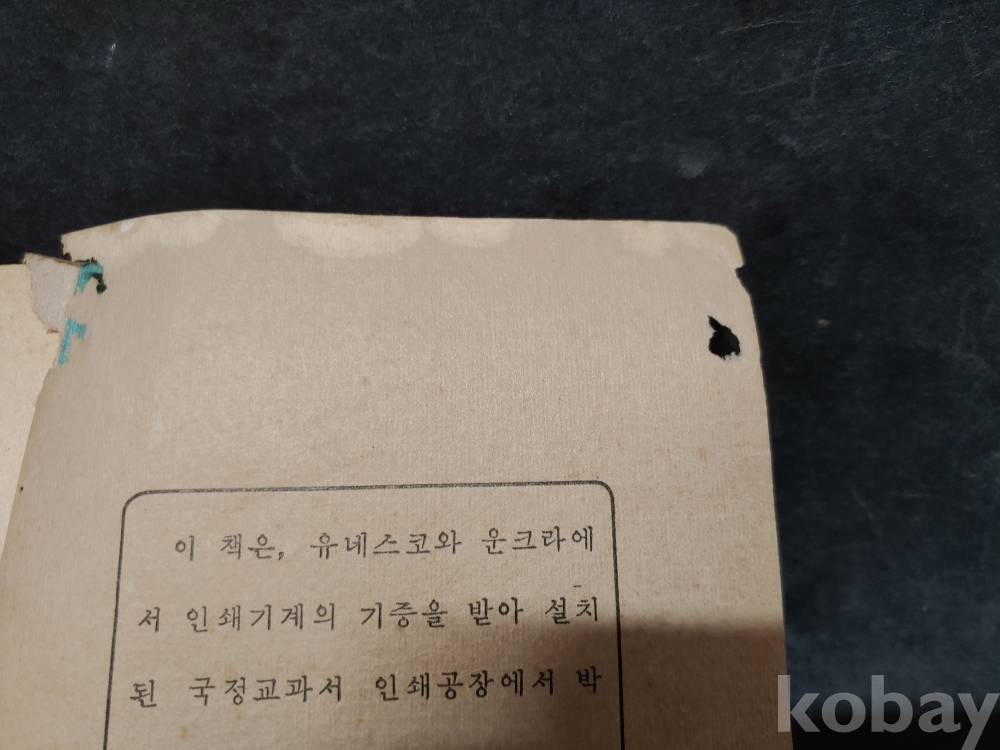 이 책은, 유네스코와 운크라에
서 인쇄기계의 기증을 받아 설치
된 국정교과서 인쇄공장에서 박
kobay